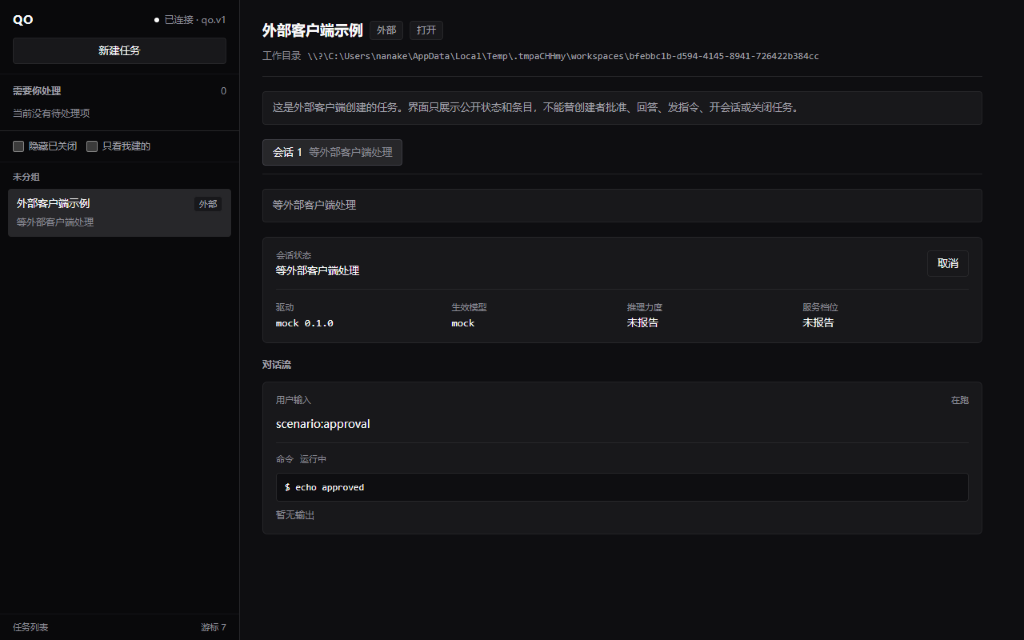 QO
已连接 · qo.v1
新建任务
需要你处理 0
当前没有待处理项
隐藏已关闭 只看我建的
未分组
外部客户端示例 外部
等外部客户端处理
任务列表 游标 7
外部客户端示例 外部 打开
工作目录 \\?\C:\Users\nanake\AppData\Local\Temp\.tmpaCHHmy\workspaces\bfebbc1b-d594-4145-8941-726422b384cc
这是外部客户端创建的任务。界面只展示公开状态和条目，不能替创建者批准、回答、发指令、开会话或关闭任务。
会话 1 等外部客户端处理
等外部客户端处理
会话状态
等外部客户端处理
取消
驱动 生效模型 推理力度 服务档位
mock 0.1.0 mock 未报告 未报告
对话流
用户输入 在跑
scenario:approval
命令 运行中
$ echo approved
暂无输出